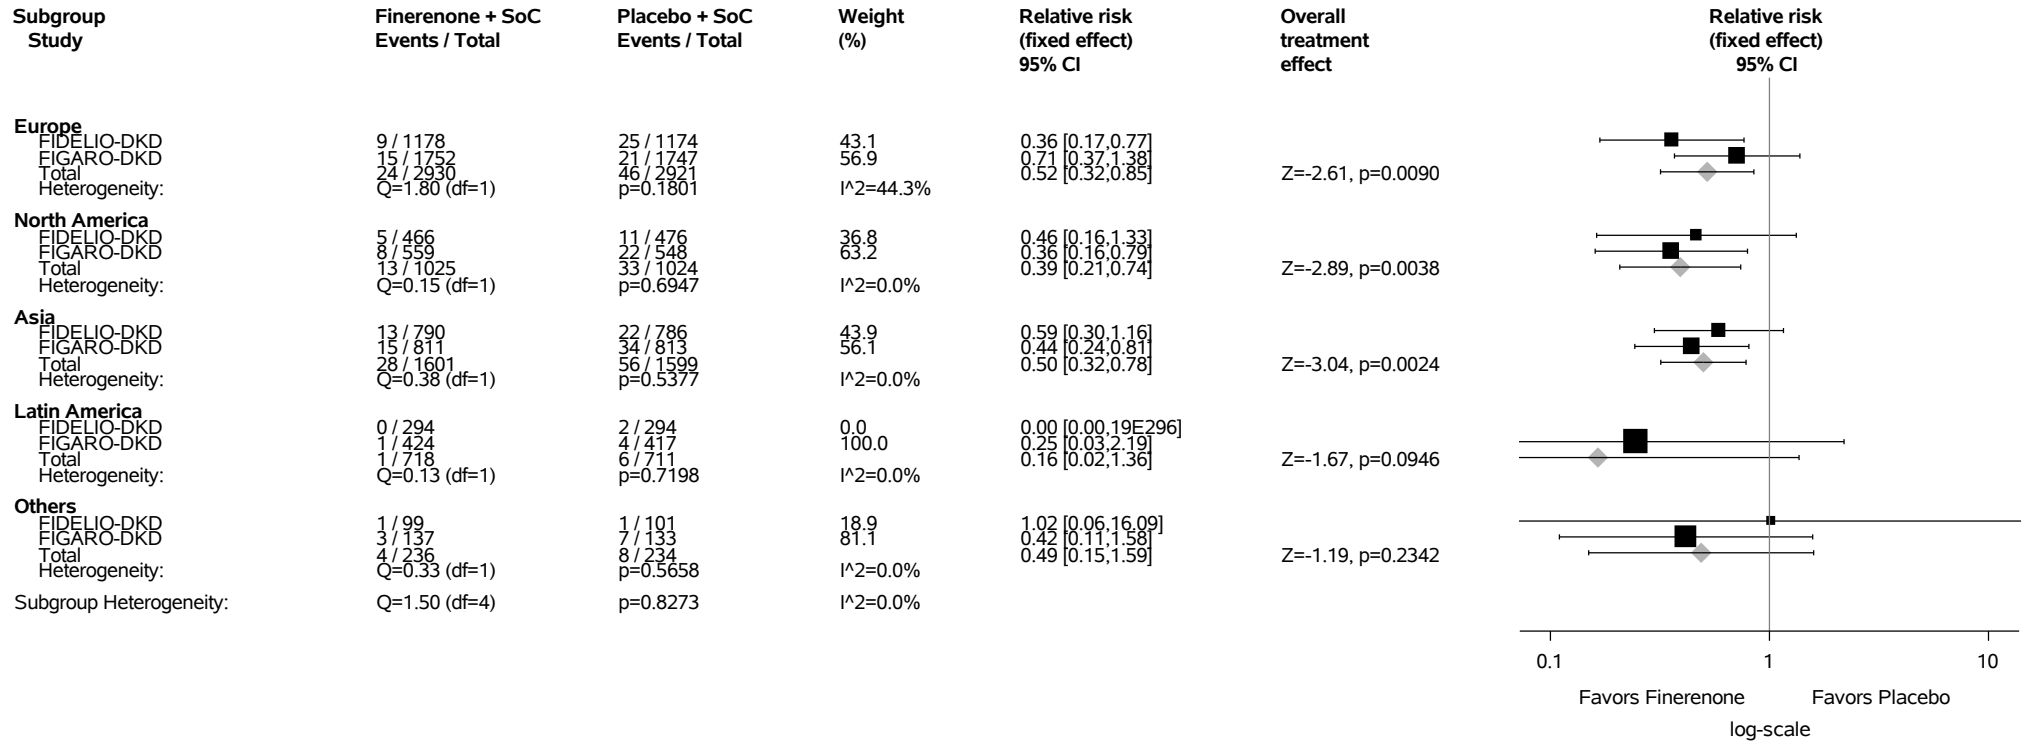 Subgroup Finerenone + SoC Placebo + SoC Weight Relative risk Overall Relative risk
Study Events / Total Events / Total (%) (fixed effect) treatment (fixed effect)
95% CI effect 95% CI
Europe
FIDELIO-DKD 9 / 1178 25 / 1174 43.1 0.36 [0.17,0.77]
FIGARO-DKD 15 / 1752 21 / 1747 56.9 0.71 [0.37,1.38]
Total 24 / 2930 46 / 2921 0.52 [0.32,0.85] Z=-2.61, p=0.0090
Heterogeneity: Q=1.80 (df=1) p=0.1801 I^2=44.3%
North America
FIDELIO-DKD 5 / 466 11 / 476 36.8 0.46 [0.16,1.33]
FIGARO-DKD 8 / 559 22 / 548 63.2 0.36 [0.16,0.79]
Total 13 / 1025 33 / 1024 0.39 [0.21,0.74] Z=-2.89, p=0.0038
Heterogeneity: Q=0.15 (df=1) p=0.6947 I^2=0.0%
Asia
FIDELIO-DKD 13 / 790 22 / 786 43.9 0.59 [0.30,1.16]
FIGARO-DKD 15 / 811 34 / 813 56.1 0.44 [0.24,0.81]
Total 28 / 1601 56 / 1599 0.50 [0.32,0.78] Z=-3.04, p=0.0024
Heterogeneity: Q=0.38 (df=1) p=0.5377 I^2=0.0%
Latin America
FIDELIO-DKD 0 / 294 2 / 294 0.0 0.00 [0.00,19E296]
FIGARO-DKD 1 / 424 4 / 417 100.0 0.25 [0.03,2.19]
Total 1 / 718 6 / 711 0.16 [0.02,1.36] Z=-1.67, p=0.0946
Heterogeneity: Q=0.13 (df=1) p=0.7198 I^2=0.0%
Others
FIDELIO-DKD 1 / 99 1 / 101 18.9 1.02 [0.06,16.09]
FIGARO-DKD 3 / 137 7 / 133 81.1 0.42 [0.11,1.58]
Total 4 / 236 8 / 234 0.49 [0.15,1.59] Z=-1.19, p=0.2342
Heterogeneity: Q=0.33 (df=1) p=0.5658 I^2=0.0%
Subgroup Heterogeneity: Q=1.50 (df=4) p=0.8273 I^2=0.0%
0.1 1 10
Favors Finerenone Favors Placebo
log-scale